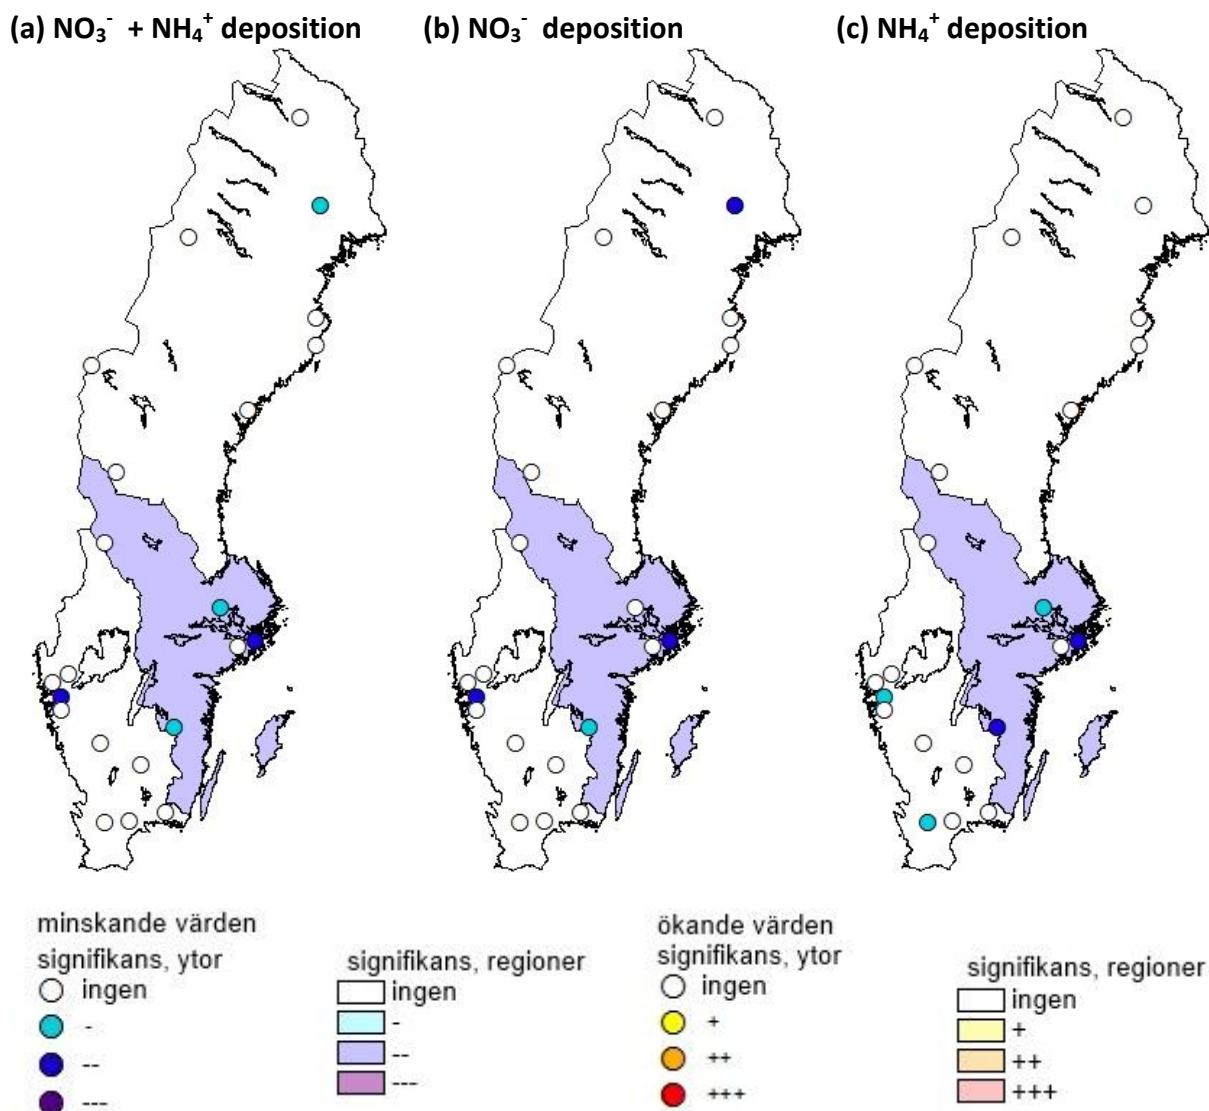 (a) NO₃⁻ + NH₄⁺ deposition
(b) NO₃⁻ deposition
(c) NH₄⁺ deposition
minskande värden
signifikans, ytor
ingen
-
--
---
signifikans, regioner
ingen
-
--
---
ökande värden
signifikans, ytor
ingen
+
++
+++
signifikans, regioner
ingen
+
++
+++